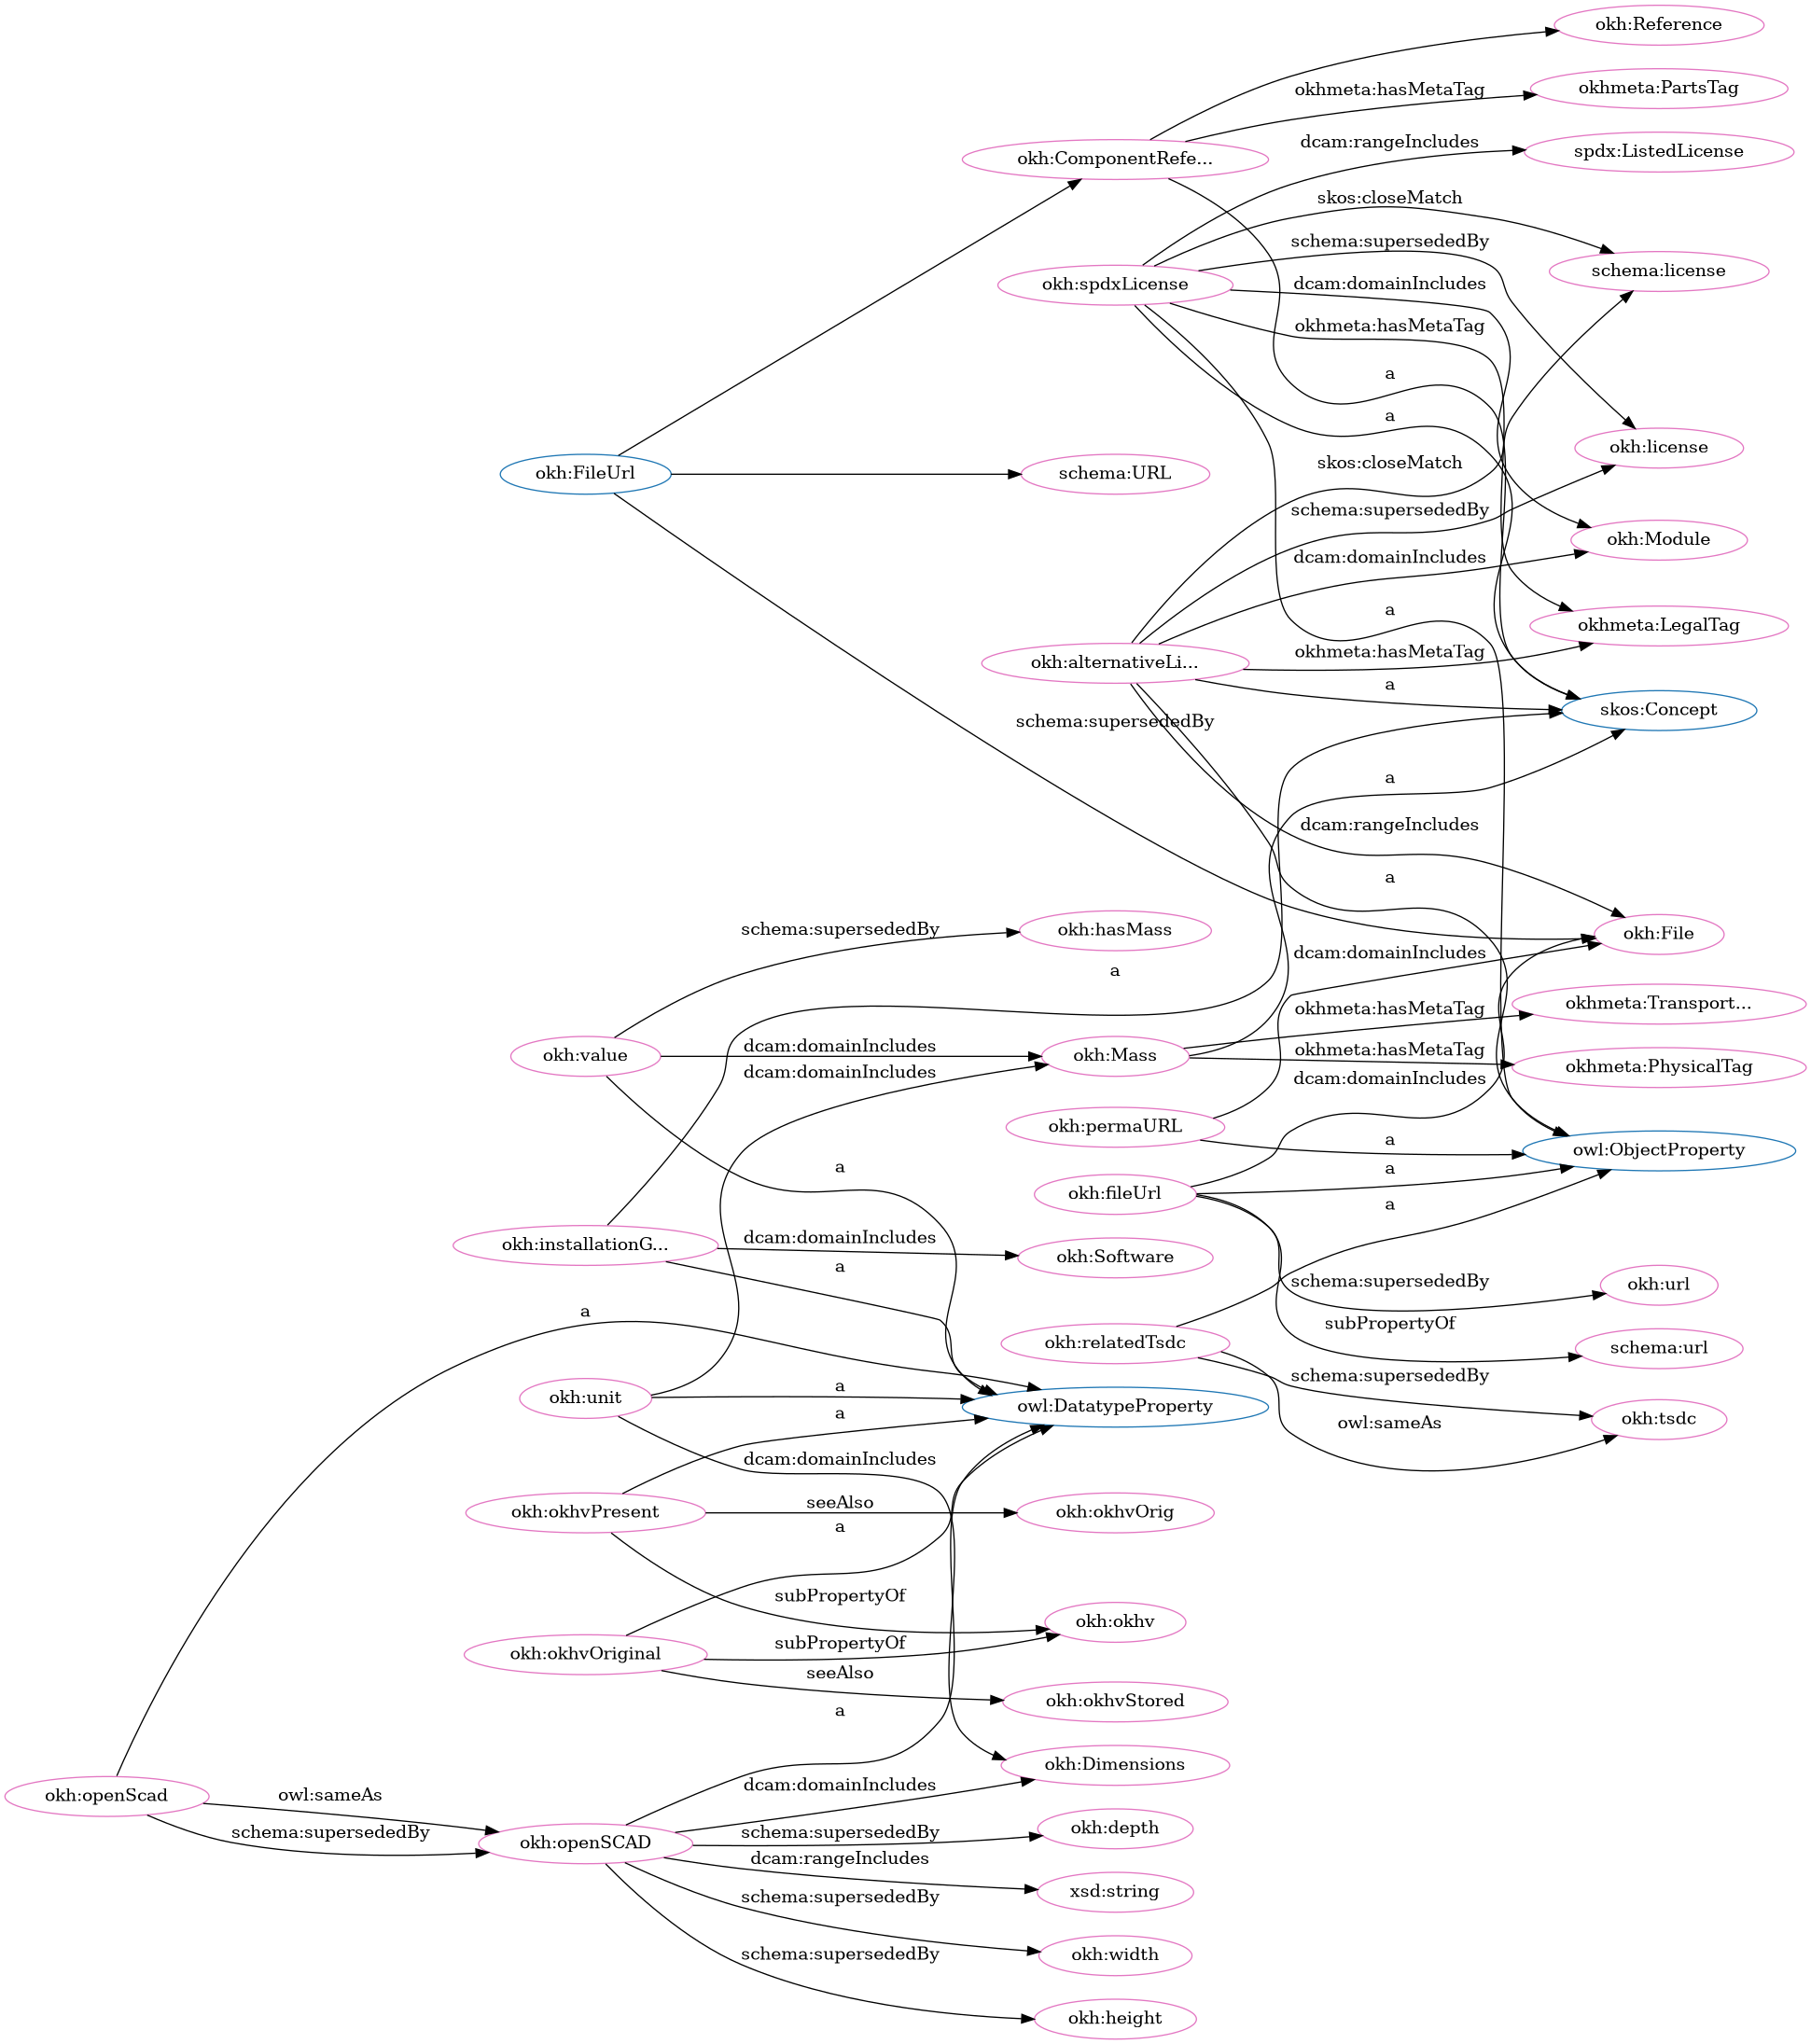 okh:Reference
okhmeta:hasMetaTag
okhmeta:PartsTag
dcam:rangeIncludes
spdx:ListedLicense
okh:ComponentRefe...
skos:closeMatch
schema:supersededBy
schema:license
okh:spdxLicense
dcam:domainIncludes
okhmeta:hasMetaTag
a
a
okh:license
skos:closeMatch
okh:FileUrl
schema:URL
schema:supersededBy
okh:Module
dcam:domainIncludes
a
okhmeta:LegalTag
okhmeta:hasMetaTag
okh:alternativeLi...
a
skos:Concept
schema:supersededBy
a
dcam:rangeIncludes
a
schema:supersededBy
okh:hasMass
okh:File
dcam:domainIncludes
a
okhmeta:hasMetaTag
okhmeta:Transport...
dcam:domainIncludes
okh:value
okh:Mass
okhmeta:hasMetaTag
okhmeta:PhysicalTag
dcam:domainIncludes
dcam:domainIncludes
okh:permaURL
a
owl:ObjectProperty
a
a
okh:fileUrl
a
dcam:domainIncludes
okh:installationG...
okh:Software
a
schema:supersededBy
okh:url
a
subPropertyOf
okh:relatedTsdc
schema:url
schema:supersededBy
a
okh:unit
owl:DatatypeProperty
a
owl:sameAs
okh:tsdc
dcam:domainIncludes
seeAlso
okh:okhvPresent
okh:okhvOrig
a
subPropertyOf
okh:okhv
subPropertyOf
okh:okhvOriginal
seeAlso
okh:okhvStored
a
okh:Dimensions
dcam:domainIncludes
okh:openScad
owl:sameAs
schema:supersededBy
okh:openSCAD
schema:supersededBy
okh:depth
dcam:rangeIncludes
xsd:string
schema:supersededBy
okh:width
schema:supersededBy
okh:height